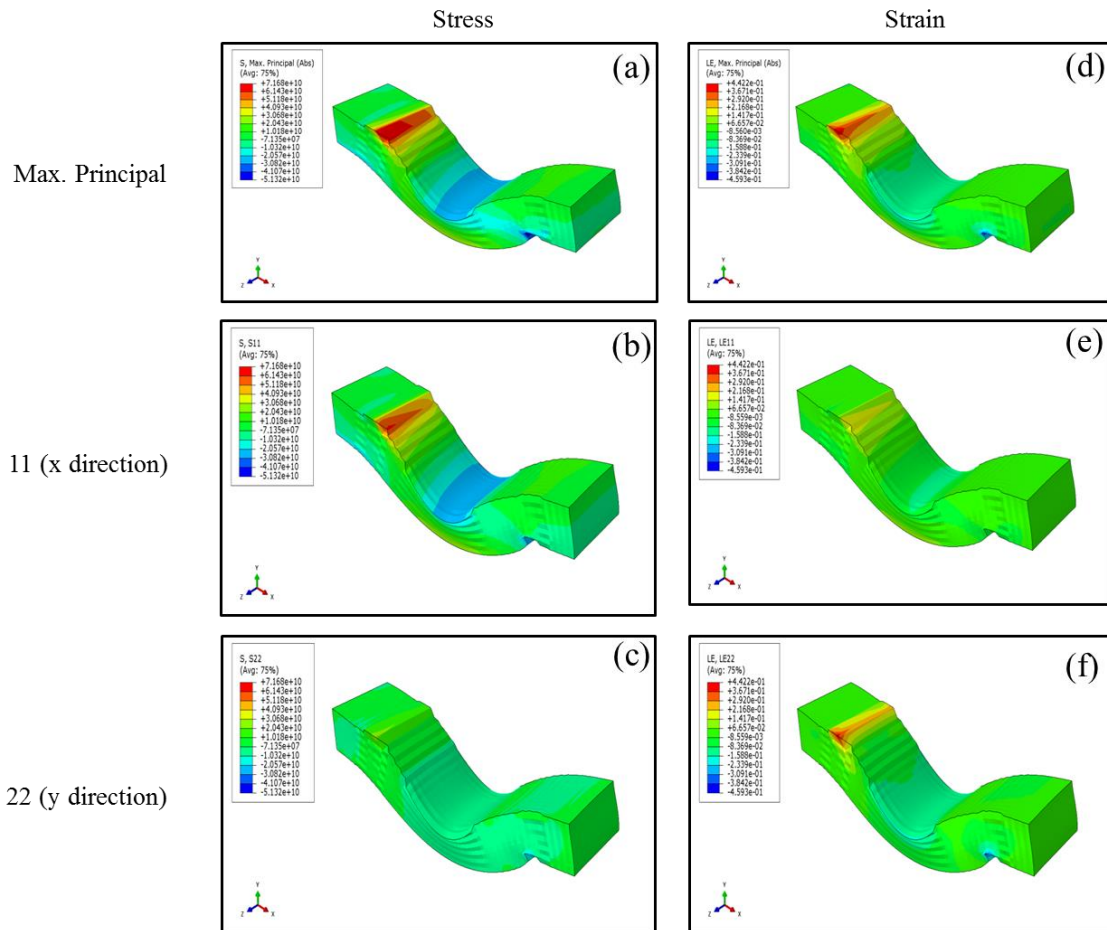 Stress
Strain
Max. Principal
S, Max. Principal (Abs)
(Avg: 75%)
+7.168e+10
+6.143e+10
+5.118e+10
+4.093e+10
+3.068e+10
+2.043e+10
+1.018e+10
-7.135e+07
-1.032e+10
-2.057e+10
-3.082e+10
-4.107e+10
-5.132e+10
Y
Z
X
(a)
LE, Max. Principal (Abs)
(Avg: 75%)
+4.422e-01
+3.671e-01
+2.920e-01
+2.168e-01
+1.417e-01
+6.657e-02
-8.560e-03
-8.369e-02
-1.588e-01
-2.339e-01
-3.091e-01
-3.842e-01
-4.593e-01
Y
Z
X
(d)
11 (x direction)
S, S11
(Avg: 75%)
+7.168e+10
+6.143e+10
+5.118e+10
+4.093e+10
+3.068e+10
+2.043e+10
+1.018e+10
-7.135e+07
-1.032e+10
-2.057e+10
-3.082e+10
-4.107e+10
-5.132e+10
Y
Z
X
(b)
LE, LE11
(Avg: 75%)
+4.422e-01
+3.671e-01
+2.920e-01
+2.168e-01
+1.417e-01
+6.657e-02
-8.559e-03
-8.369e-02
-1.588e-01
-2.339e-01
-3.091e-01
-3.842e-01
-4.593e-01
Y
Z
X
(e)
22 (y direction)
S, S22
(Avg: 75%)
+7.168e+10
+6.143e+10
+5.118e+10
+4.093e+10
+3.068e+10
+2.043e+10
+1.018e+10
-7.135e+07
-1.032e+10
-2.057e+10
-3.082e+10
-4.107e+10
-5.132e+10
Y
Z
X
(c)
LE, LE22
(Avg: 75%)
+4.422e-01
+3.671e-01
+2.920e-01
+2.168e-01
+1.417e-01
+6.657e-02
-8.559e-03
-8.369e-02
-1.588e-01
-2.339e-01
-3.091e-01
-3.842e-01
-4.593e-01
Y
Z
X
(f)